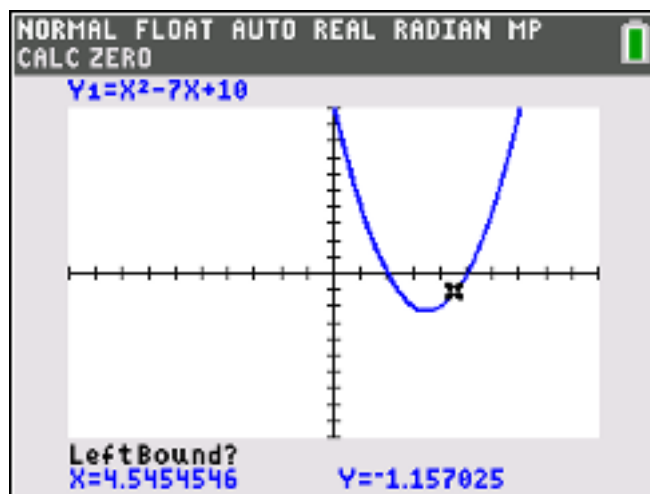 NORMAL FLOAT AUTO REAL RADIAN MP
CALC ZERO
Y₁=X²-7X+10
LeftBound?
X=4.5454546 Y=⁻1.157025